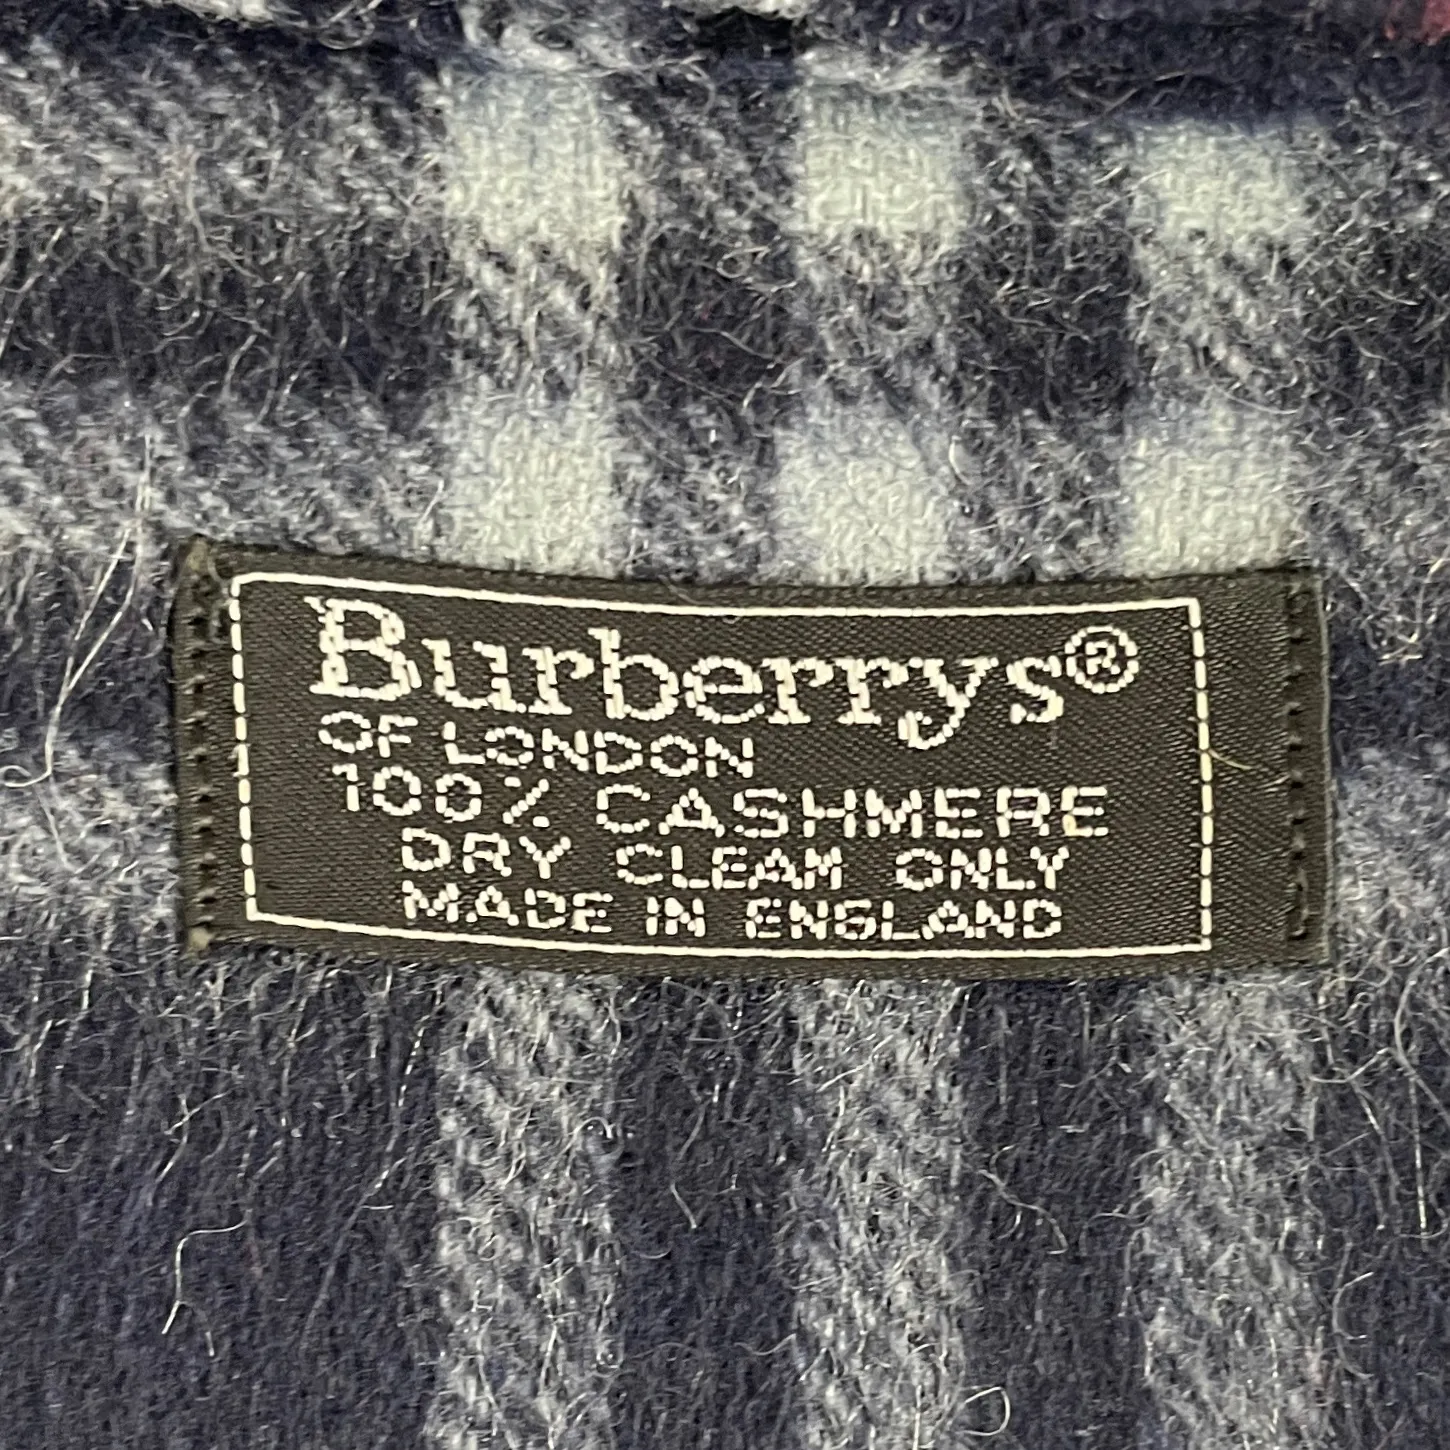 Burberrys®
OF LONDON
100% CASHMERE
DRY CLEAN ONLY
MADE IN ENGLAND